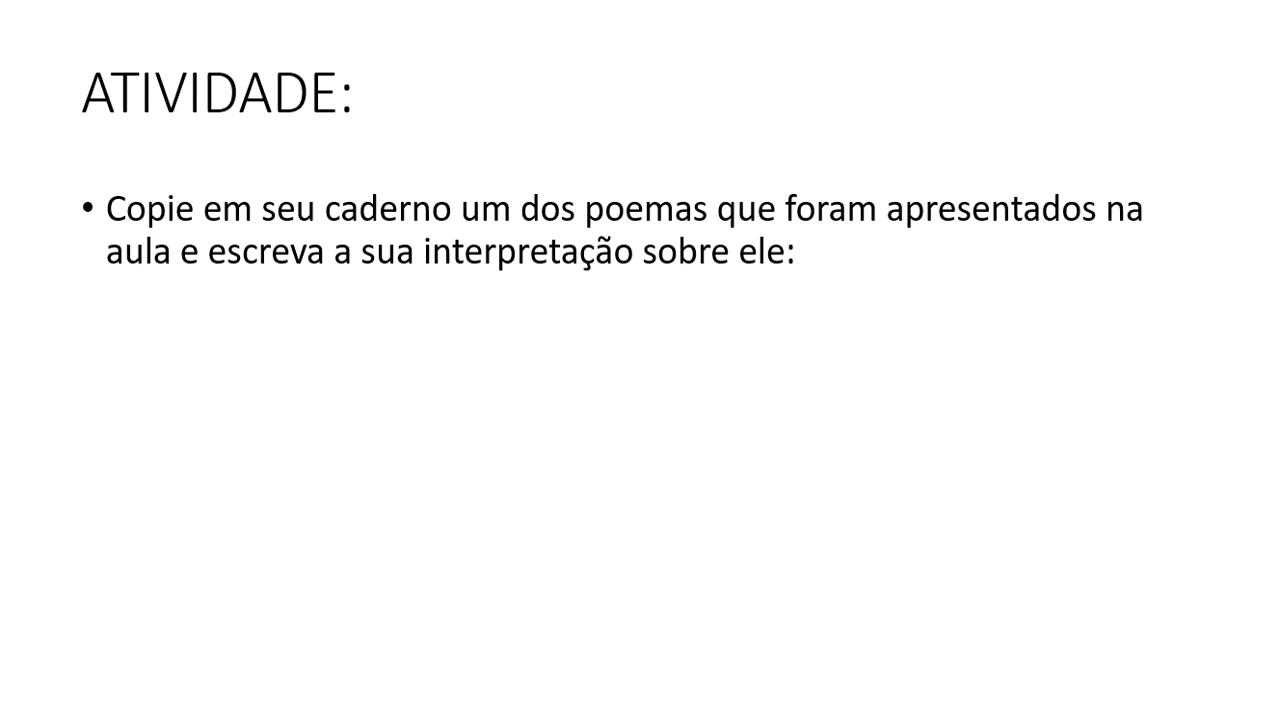 ATIVIDADE:
• Copie em seu caderno um dos poemas que foram apresentados na
aula e escreva a sua interpretação sobre ele: